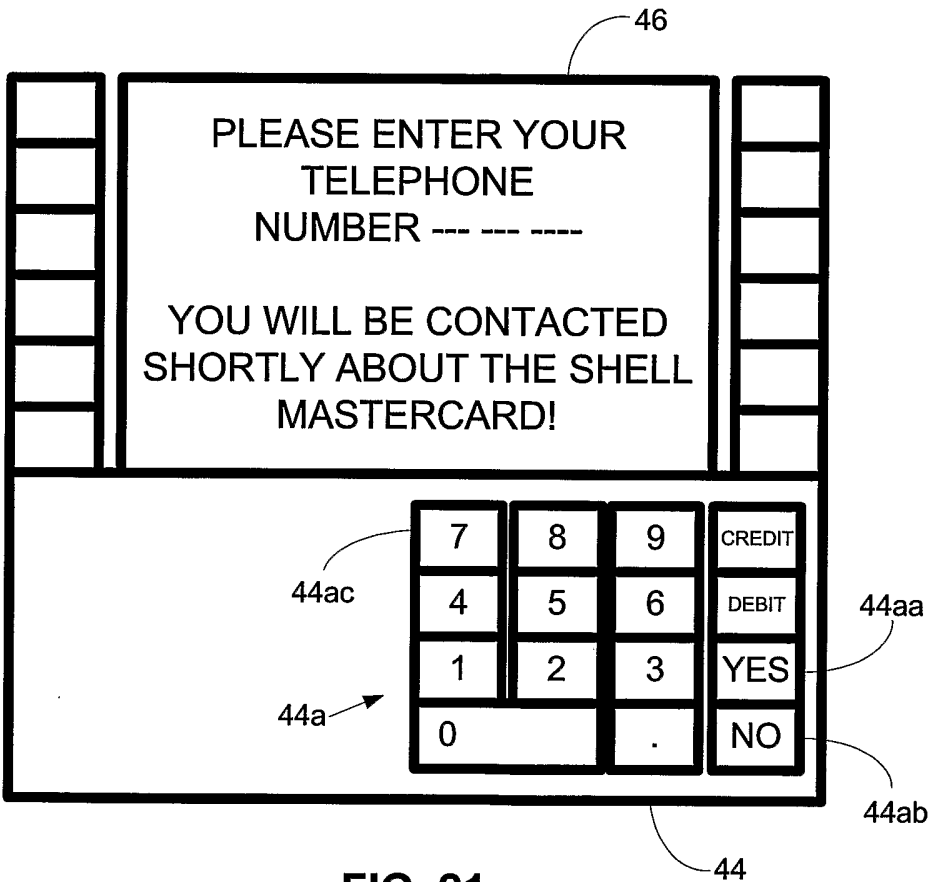 46
PLEASE ENTER YOUR
TELEPHONE
NUMBER --- --- ----
YOU WILL BE CONTACTED
SHORTLY ABOUT THE SHELL
MASTERCARD!
7 8 9 CREDIT
44ac
4 5 6 DEBIT
44aa
1 2 3 YES
44a
0 . NO
44ab
44